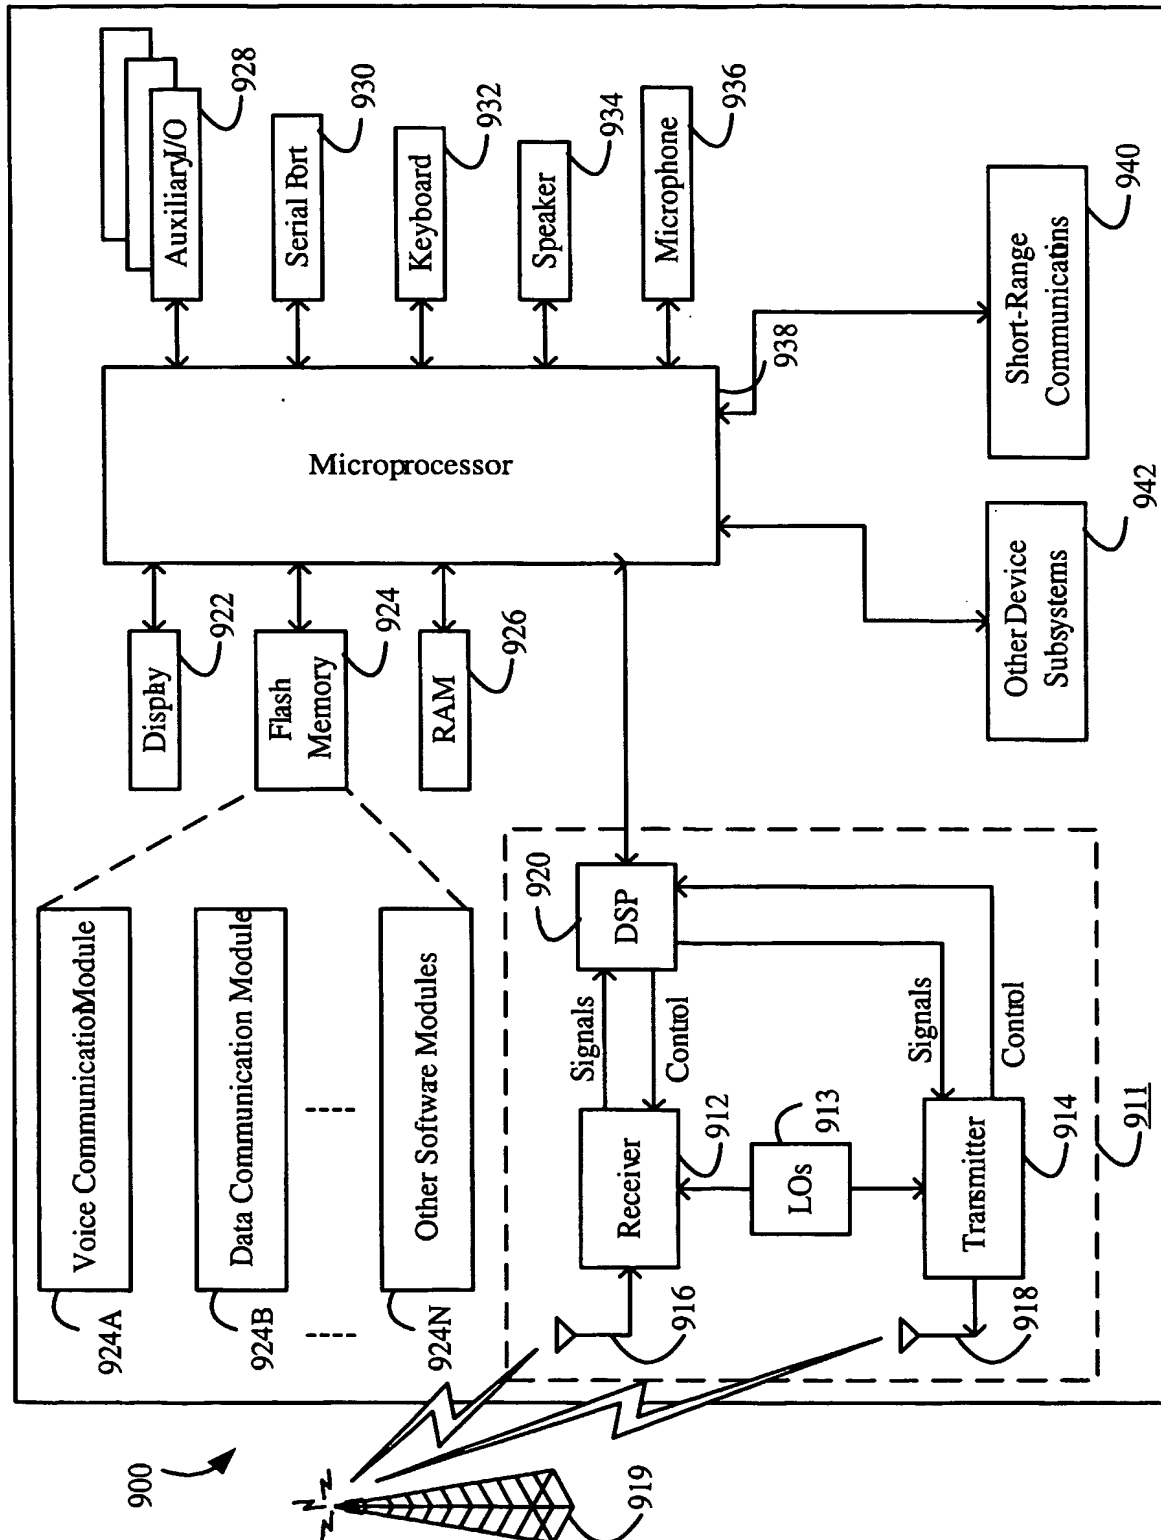 900
919
924A
Voice Communication Module
924B
Data Communication Module
924N
Other Software Modules
Display
922
Flash
Memory
924
RAM
926
Microprocessor
938
Auxiliary I/O
928
Serial Port
930
Keyboard
932
Speaker
934
Microphone
936
Short-Range
Communications
940
Other Device
Subsystems
942
DSP
920
Signals
Control
Receiver
912
916
LOs
913
Signals
Control
Transmitter
914
918
911